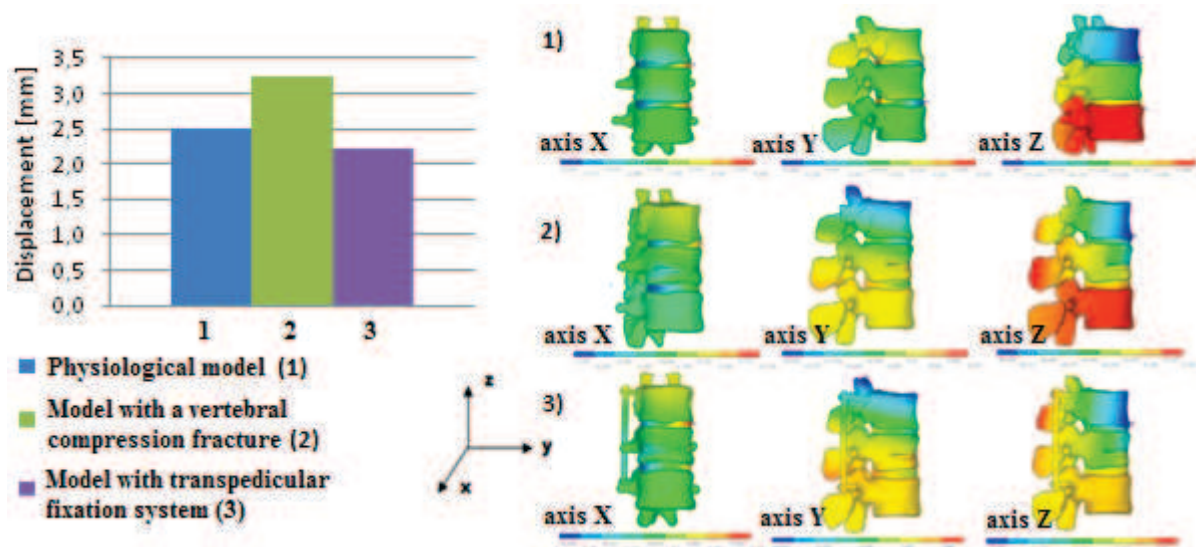 Displacement [mm]
3,5
3,0
2,5
2,0
1,5
1,0
0,5
0,0
1 2 3
Physiological model (1)
Model with a vertebral
compression fracture (2)
Model with transpedicular
fixation system (3)
z
y
x
1)
axis X axis Y axis Z
2)
axis X axis Y axis Z
3)
axis X axis Y axis Z